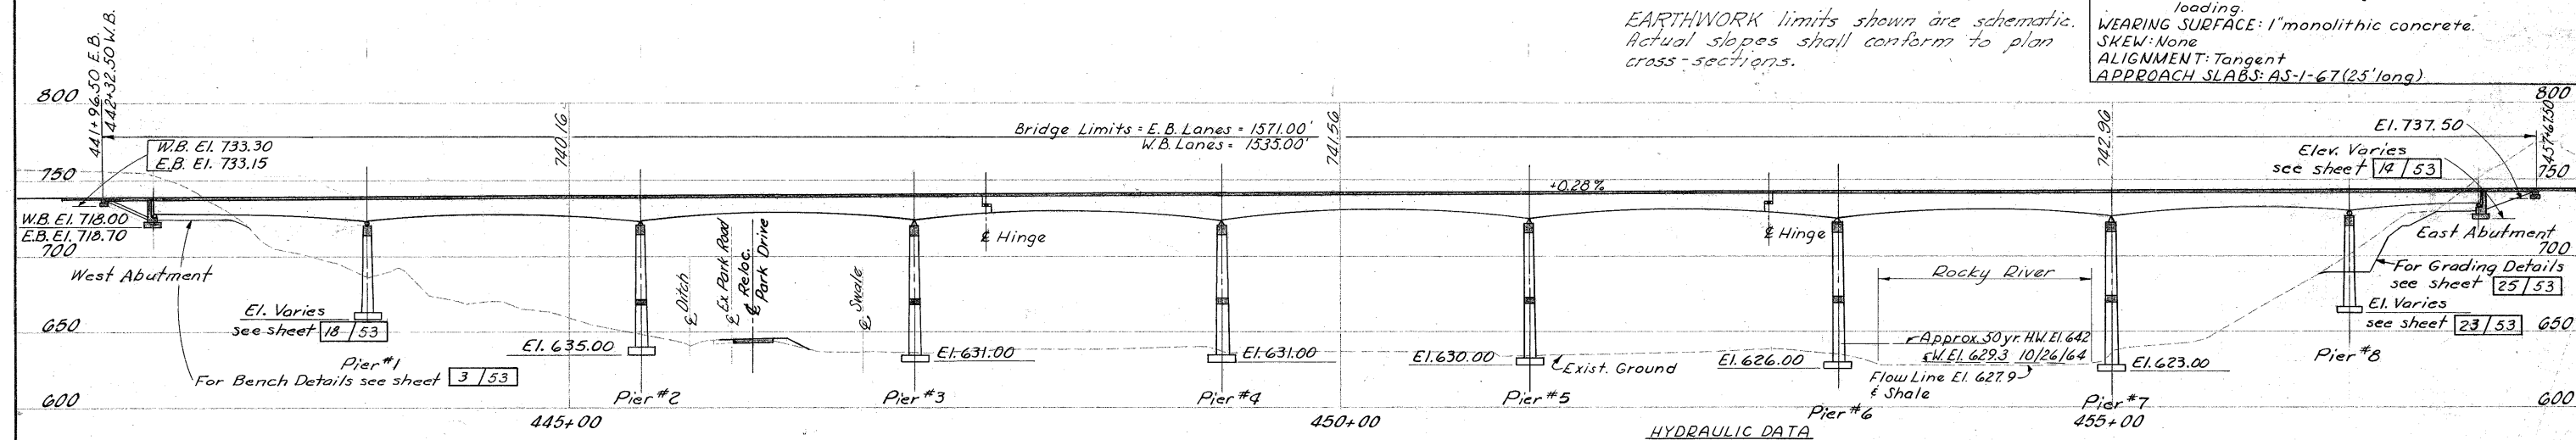 loading.
EARTHWORK limits shown are schematic.
Actual slopes shall conform to plan
cross-sections.
WEARING SURFACE: 1" monolithic concrete.
SKEW: None
ALIGNMENT: Tangent
APPROACH SLABS: AS-1-67 (25' long)
441+96.50 E.B.
442+32.50 W.B.
800
800
740.16
Bridge Limits = E.B. Lanes = 1571.00'
W.B. Lanes = 1535.00'
741.56
742.96
El. 737.50
457+67.50
W.B. El. 733.30
E.B. El. 733.15
Elev. Varies
see sheet 14/53
750
750
+0.28%
W.B. El. 718.00
E.B. El. 718.70
West Abutment
℄ Hinge
℄ Hinge
East Abutment
700
700
℄ Ditch
℄ Ex. Park Road
℄ Reloc.
Park Drive
℄ Swale
Rocky River
For Grading Details
see sheet 25/53
El. Varies
see sheet 18/53
El. Varies
see sheet 23/53
650
650
Approx. 50 yr. H.W. El. 642
W. El. 629.3 10/26/64
El. 635.00
El. 631.00
El. 631.00
El. 630.00
El. 626.00
El. 623.00
Exist. Ground
Flow Line El. 627.9
& Shale
Pier #1
For Bench Details see sheet 3/53
Pier #2
Pier #3
Pier #4
Pier #5
Pier #6
Pier #7
Pier #8
600
600
445+00
450+00
455+00
HYDRAULIC DATA